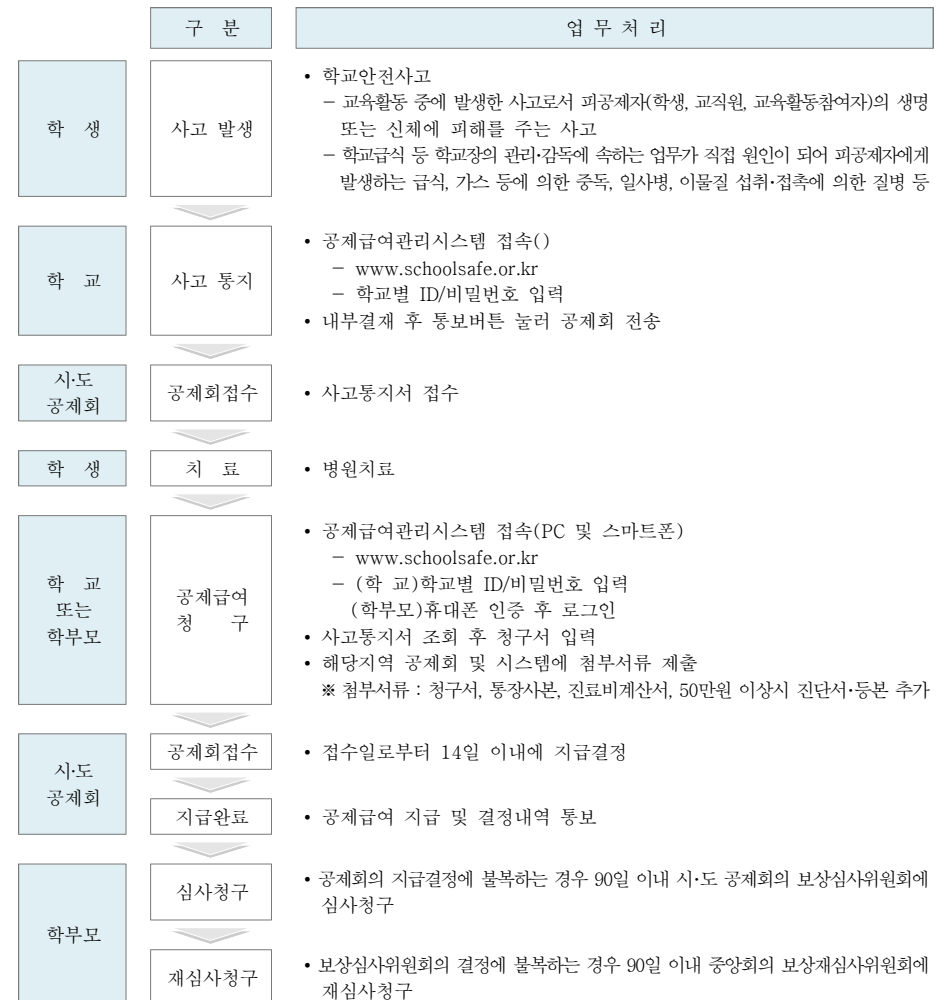 구 분
업 무 처 리
학 생
사고 발생
• 학교안전사고
− 교육활동 중에 발생한 사고로서 피공제자(학생, 교직원, 교육활동참여자)의 생명
또는 신체에 피해를 주는 사고
− 학교급식 등 학교장의 관리•감독에 속하는 업무가 직접 원인이 되어 피공제자에게
발생하는 급식, 가스 등에 의한 중독, 일사병, 이물질 섭취•접촉에 의한 질병 등
학 교
사고 통지
• 공제급여관리시스템 접속()
− www.schoolsafe.or.kr
− 학교별 ID/비밀번호 입력
• 내부결재 후 통보버튼 눌러 공제회 전송
시•도
공제회
공제회접수
• 사고통지서 접수
학 생
치 료
• 병원치료
학 교
또는
학부모
공제급여
청 구
• 공제급여관리시스템 접속(PC 및 스마트폰)
− www.schoolsafe.or.kr
− (학 교)학교별 ID/비밀번호 입력
(학부모)휴대폰 인증 후 로그인
• 사고통지서 조회 후 청구서 입력
• 해당지역 공제회 및 시스템에 첨부서류 제출
※ 첨부서류 : 청구서, 통장사본, 진료비계산서, 50만원 이상시 진단서•등본 추가
시•도
공제회
공제회접수
• 접수일로부터 14일 이내에 지급결정
지급완료
• 공제급여 지급 및 결정내역 통보
학부모
심사청구
• 공제회의 지급결정에 불복하는 경우 90일 이내 시•도 공제회의 보상심사위원회에
심사청구
재심사청구
• 보상심사위원회의 결정에 불복하는 경우 90일 이내 중앙회의 보상재심사위원회에
재심사청구